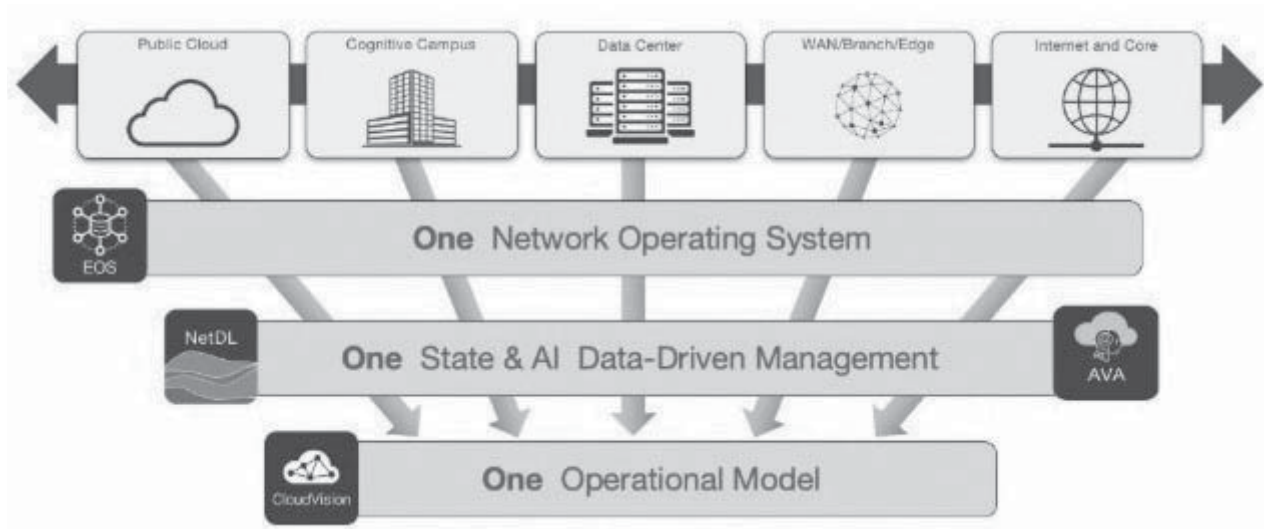 Public Cloud
Cognitive Campus
Data Center
WAN/Branch/Edge
Internet and Core
EOS
One Network Operating System
NetDL
One State & AI Data-Driven Management
AVA
CloudVision
One Operational Model